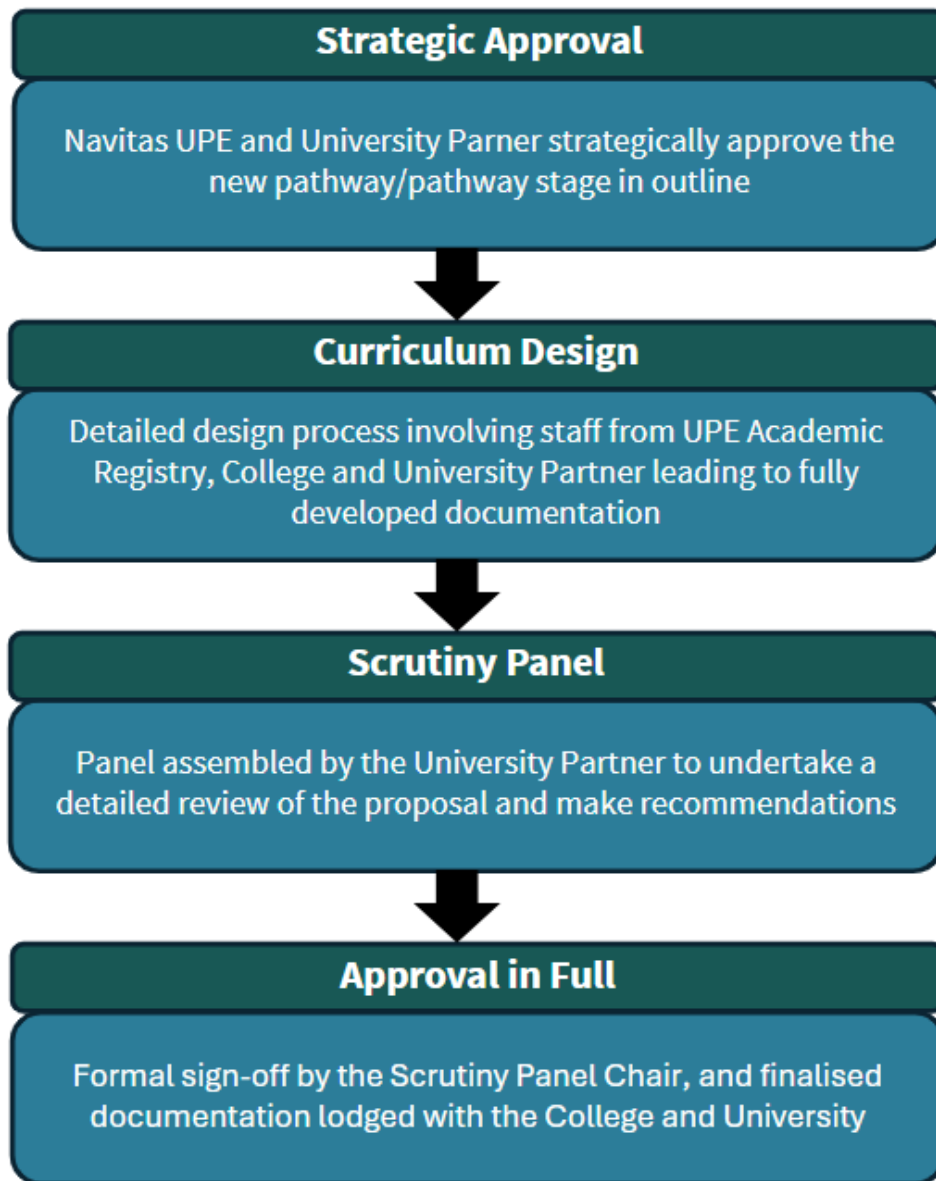 Strategic Approval
Navitas UPE and University Parner strategically approve the
new pathway/pathway stage in outline
Curriculum Design
Detailed design process involving staff from UPE Academic
Registry, College and University Partner leading to fully
developed documentation
Scrutiny Panel
Panel assembled by the University Partner to undertake a
detailed review of the proposal and make recommendations
Approval in Full
Formal sign-off by the Scrutiny Panel Chair, and finalised
documentation lodged with the College and University